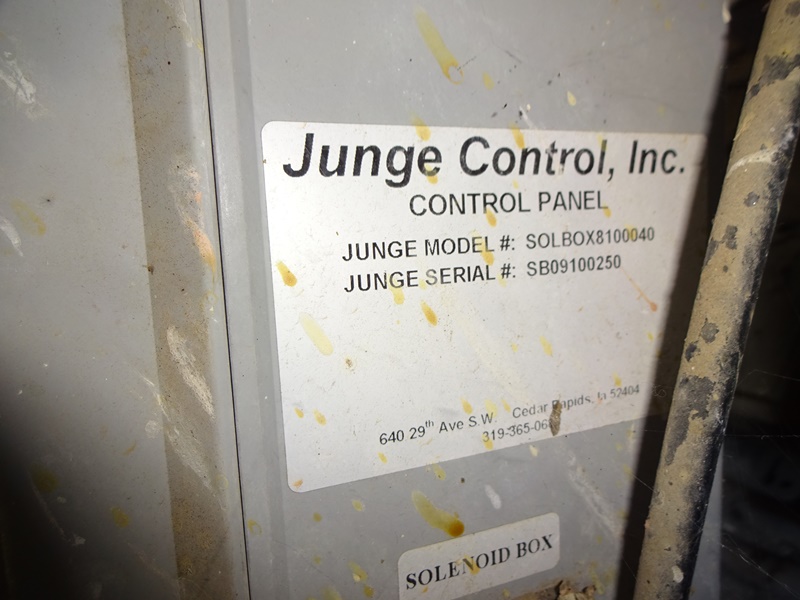 Junge Control, Inc.
CONTROL PANEL
JUNGE MODEL #: SOLBOX8100040
JUNGE SERIAL #: SB09100250
640 29th Ave S.W. Cedar Rapids, Ia 52404
SOLENOID BOX